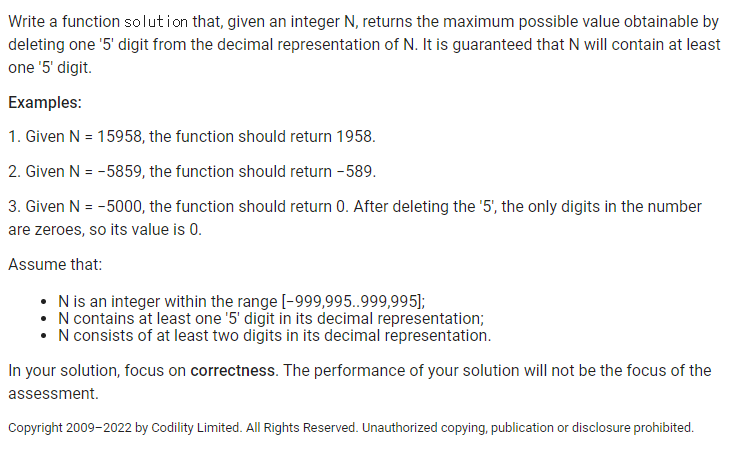 Write a function solution that, given an integer N, returns the maximum possible value obtainable by
deleting one '5' digit from the decimal representation of N. It is guaranteed that N will contain at least
one '5' digit.
Examples:
1. Given N = 15958, the function should return 1958.
2. Given N = −5859, the function should return −589.
3. Given N = −5000, the function should return 0. After deleting the '5', the only digits in the number
are zeroes, so its value is 0.
Assume that:
• N is an integer within the range [−999,995..999,995];
• N contains at least one '5' digit in its decimal representation;
• N consists of at least two digits in its decimal representation.
In your solution, focus on correctness. The performance of your solution will not be the focus of the
assessment.
Copyright 2009–2022 by Codility Limited. All Rights Reserved. Unauthorized copying, publication or disclosure prohibited.